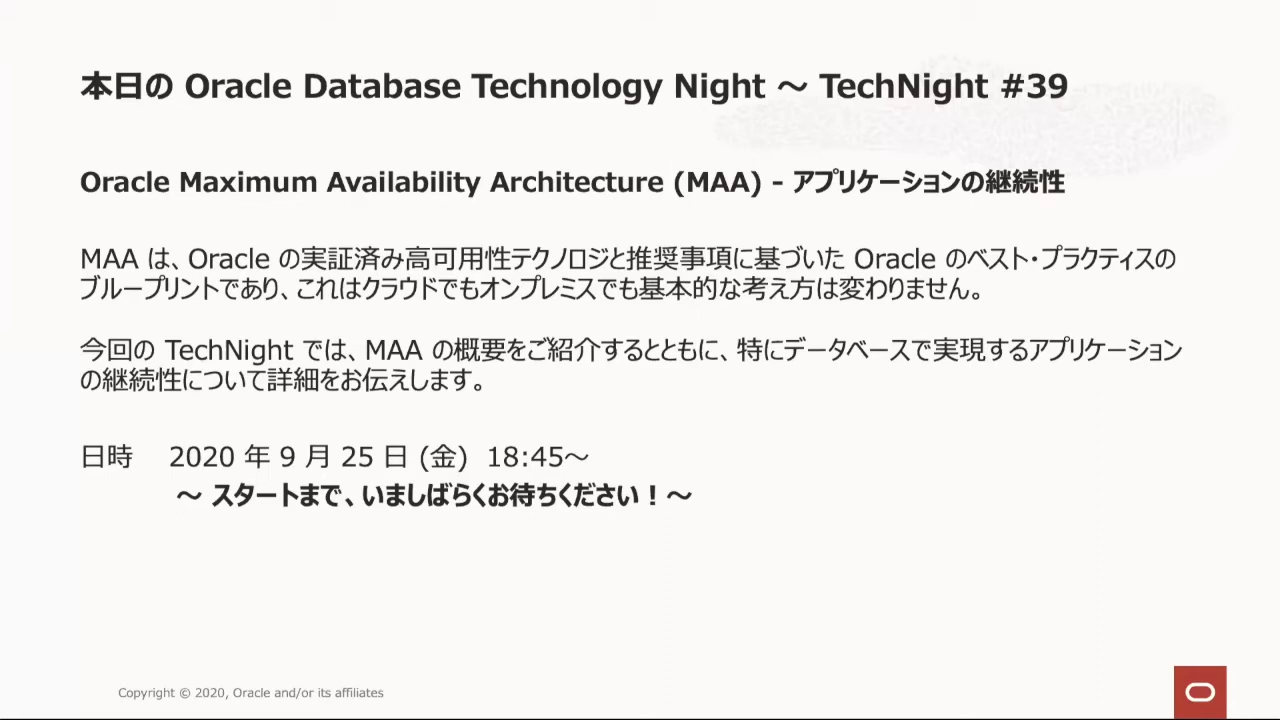 本日の Oracle Database Technology Night ~ TechNight #39
Oracle Maximum Availability Architecture (MAA) - アプリケーションの継続性
MAA は、Oracle の実証済み高可用性テクノロジと推奨事項に基づいた Oracle のベスト・プラクティスの
ブループリントであり、これはクラウドでもオンプレミスでも基本的な考え方は変わりません。
今回の TechNight では、MAA の概要をご紹介するとともに、特にデータベースで実現するアプリケーション
の継続性について詳細をお伝えします。
日時 2020 年 9 月 25 日 (金) 18:45～
～ スタートまで、いましばらくお待ちください！～
Copyright © 2020, Oracle and/or its affiliates